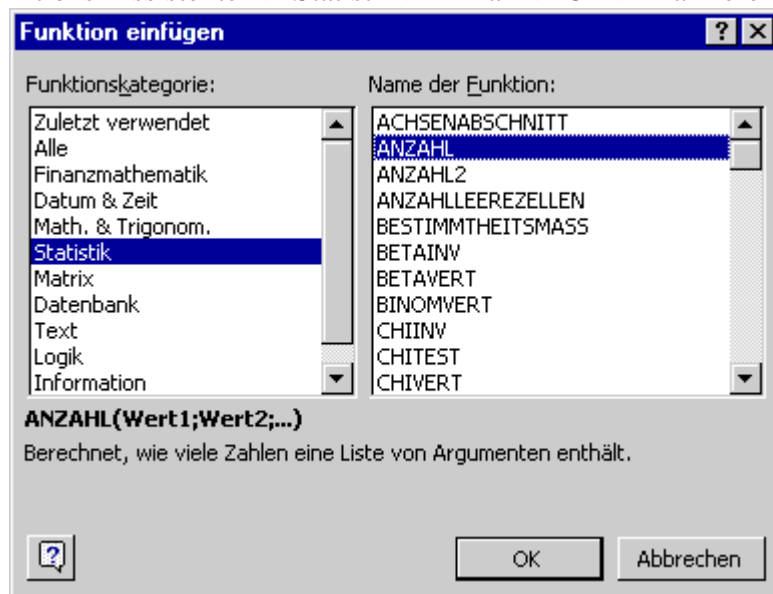 Funktion einfügen
Funktionskategorie:
Name der Funktion:
Zuletzt verwendet
Alle
Finanzmathematik
Datum & Zeit
Math. & Trigonom.
Statistik
Matrix
Datenbank
Text
Logik
Information
ACHSENABSCHNITT
ANZAHL
ANZAHL2
ANZAHLLEEREZELLEN
BESTIMMTHEITSMASS
BETAINV
BETAVERT
BINOMVERT
CHIINV
CHITEST
CHIVERT
ANZAHL(Wert1;Wert2;...)
Berechnet, wie viele Zahlen eine Liste von Argumenten enthält.
OK
Abbrechen